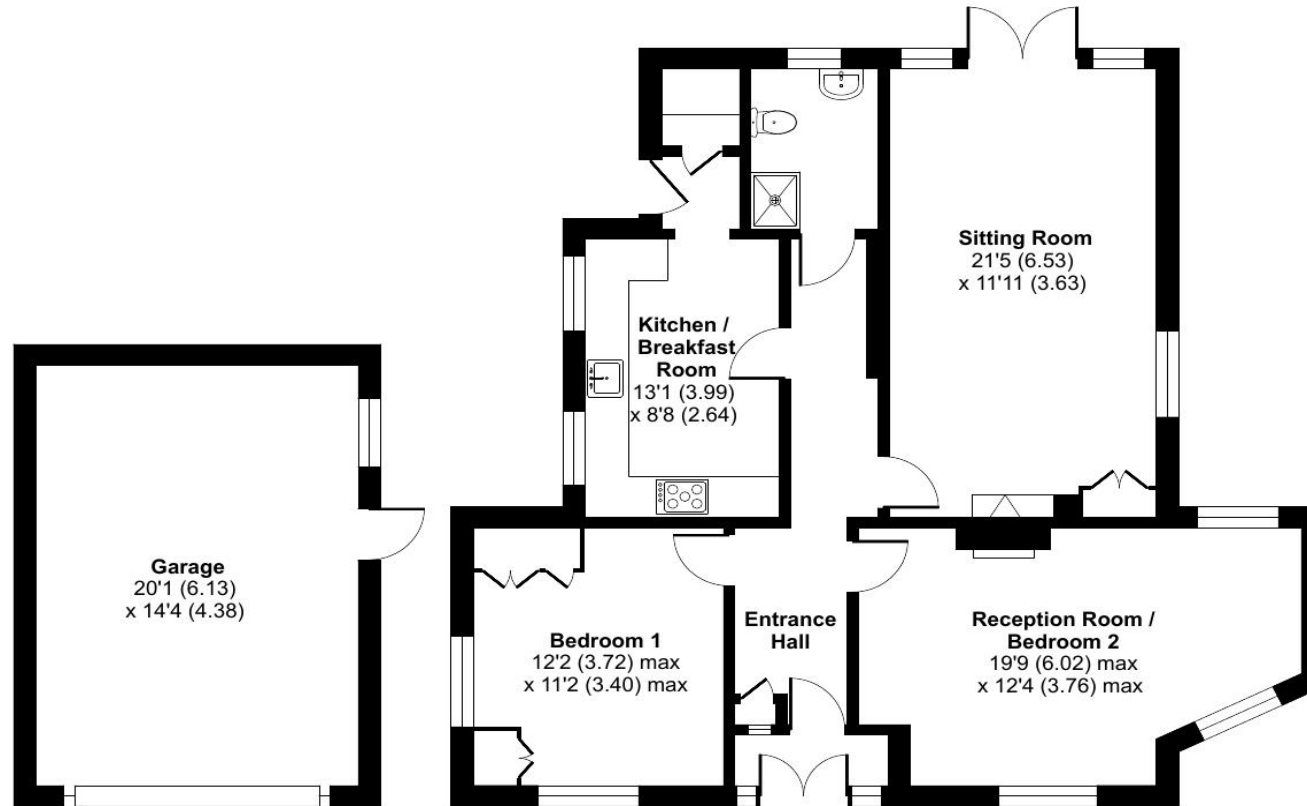 Sitting Room
21'5 (6.53)
x 11'11 (3.63)
Kitchen /
Breakfast
Room
13'1 (3.99)
x 8'8 (2.64)
Garage
20'1 (6.13)
x 14'4 (4.38)
Bedroom 1
12'2 (3.72) max
x 11'2 (3.40) max
Entrance
Hall
Reception Room /
Bedroom 2
19'9 (6.02) max
x 12'4 (3.76) max